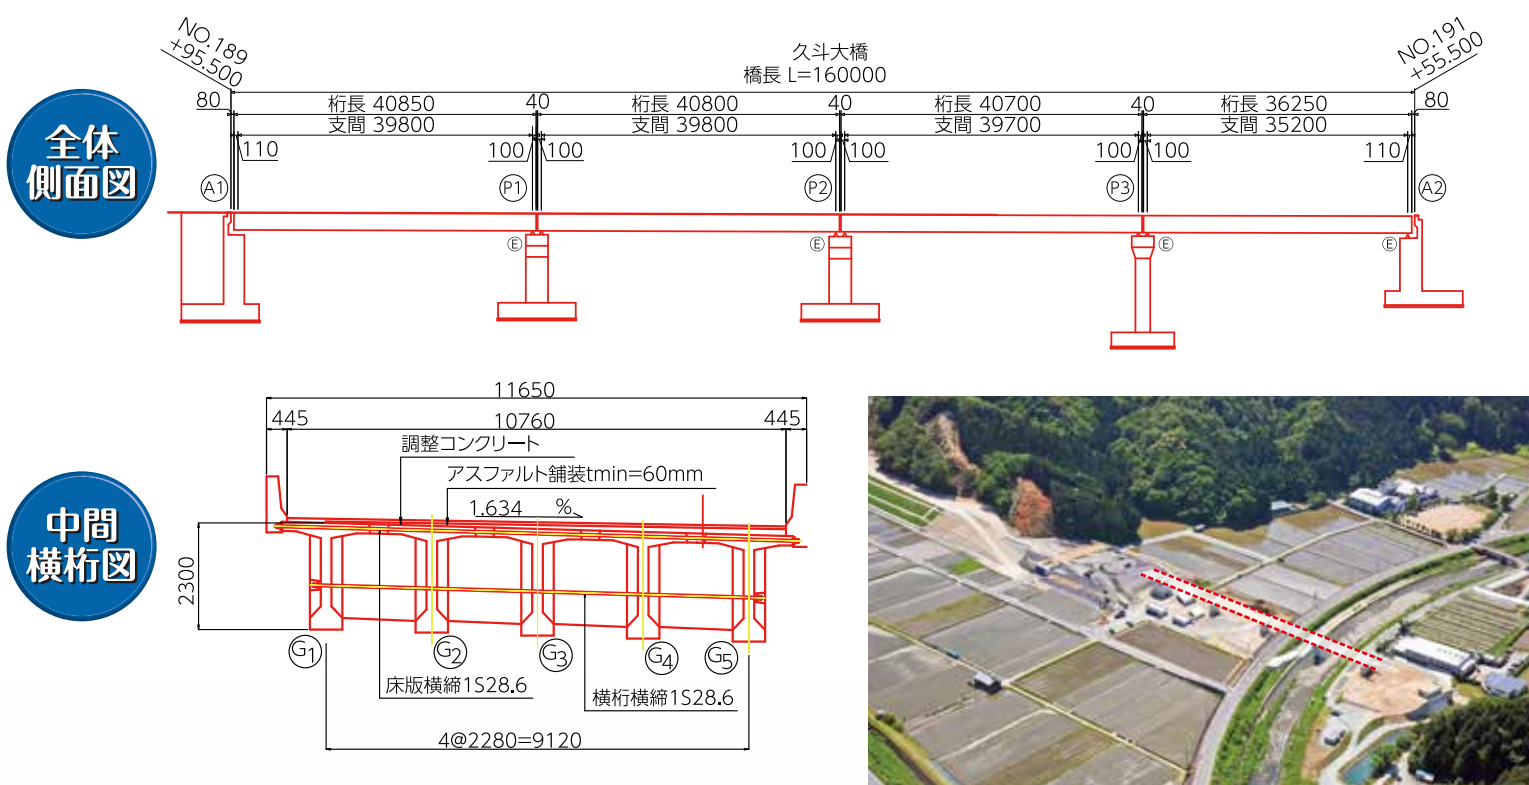 全体
側面図
NO.189
+95.500
久斗大橋
橋長 L=160000
NO.191
+55.500
80 桁長 40850 40 桁長 40800 40 桁長 40700 40 桁長 36250 80
支間 39800 支間 39800 支間 39700 支間 35200
110 100 100 100 100 100 100 110
A1 P1 P2 P3 A2
E E E E
中間
横桁図
11650
445 10760 445
調整コンクリート
アスファルト舗装tmin=60mm
1.634 %
2300
G1 G2 G3 G4 G5
床版横締1S28.6
横桁横締1S28.6
4@2280=9120